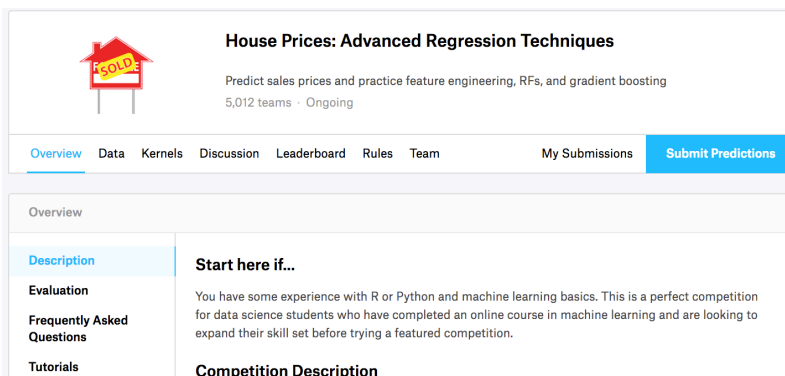 House Prices: Advanced Regression Techniques
SOLD
Predict sales prices and practice feature engineering, RFs, and gradient boosting
5,012 teams · Ongoing
Overview Data Kernels Discussion Leaderboard Rules Team My Submissions Submit Predictions
Overview
Description
Evaluation
Frequently Asked
Questions
Tutorials
Start here if...
You have some experience with R or Python and machine learning basics. This is a perfect competition
for data science students who have completed an online course in machine learning and are looking to
expand their skill set before trying a featured competition.
Competition Description